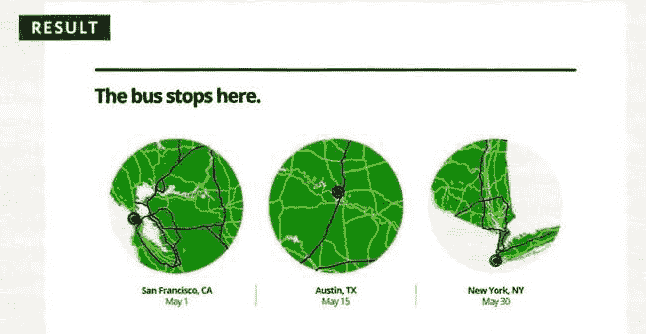 RESULT
The bus stops here.
San Francisco, CA
May 1
Austin, TX
May 15
New York, NY
May 30